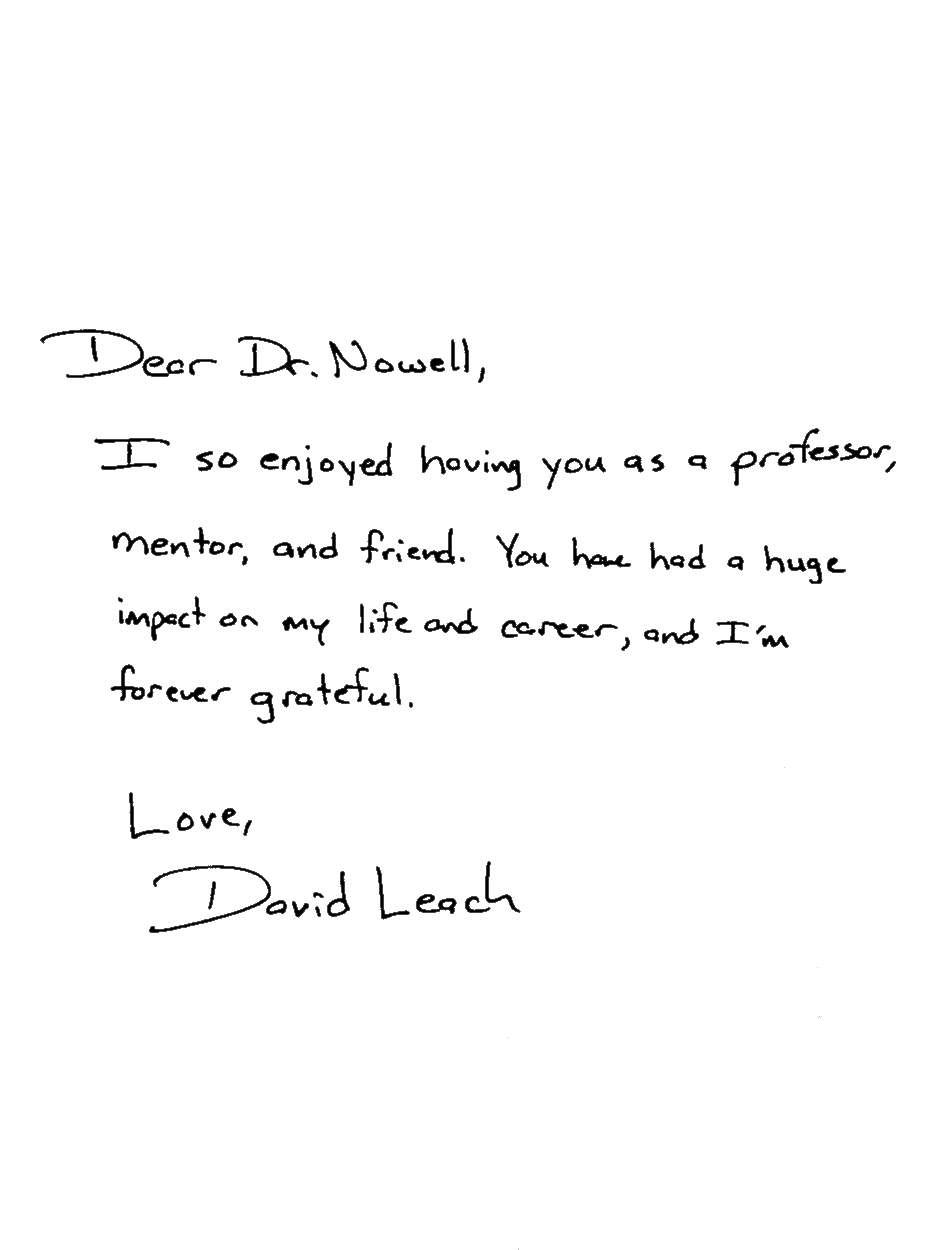 Dear Dr. Nowell,
I so enjoyed having you as a professor,
mentor, and friend. You have had a huge
impact on my life and career, and I'm
forever grateful.
Love,
David Leach